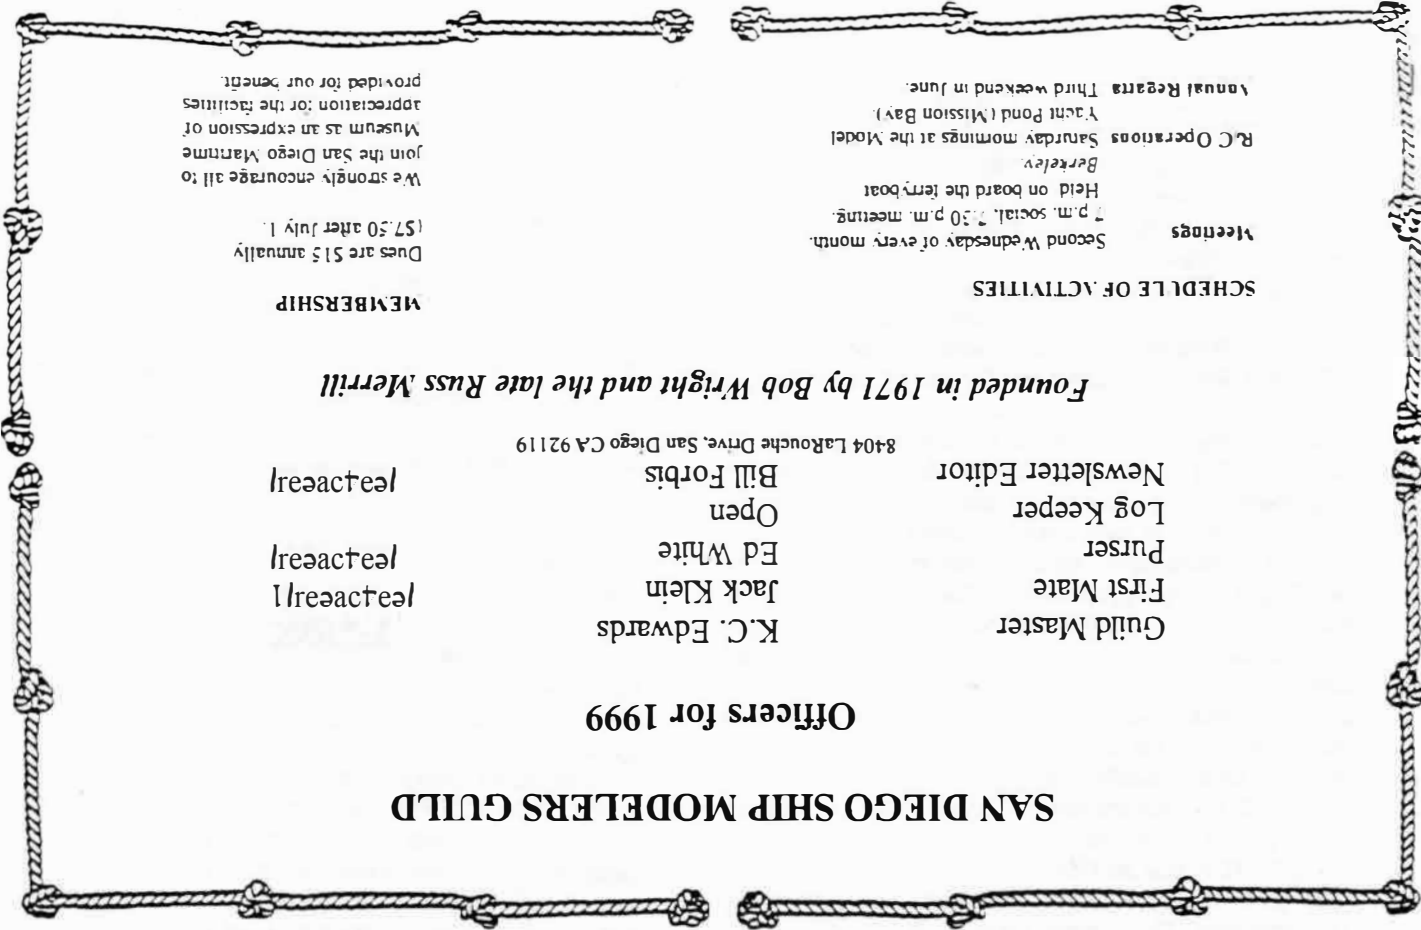 SAN DIEGO SHIP MODELERS GUILD
Officers for 1999
Guild Master K.C. Edwards
First Mate Jack Klein
Purser Ed White
Log Keeper Open
Newsletter Editor Bill Forbis
8404 LaRouche Drive, San Diego CA 92119
Founded in 1971 by Bob Wright and the late Russ Merrill
SCHEDULE OF ACTIVITIES
Meetings Second Wednesday of every month.
7 p.m. social, 7:30 p.m. meeting.
Held on board the ferryboat
Berkeley.
R/C Operations Saturday mornings at the Model
Yacht Pond (Mission Bay).
Annual Regatta Third weekend in June.
MEMBERSHIP
Dues are $15 annually
($7.50 after July 1.
We strongly encourage all to
join the San Diego Maritime
Museum as an expression of
appreciation for the facilities
provided for our benefit.